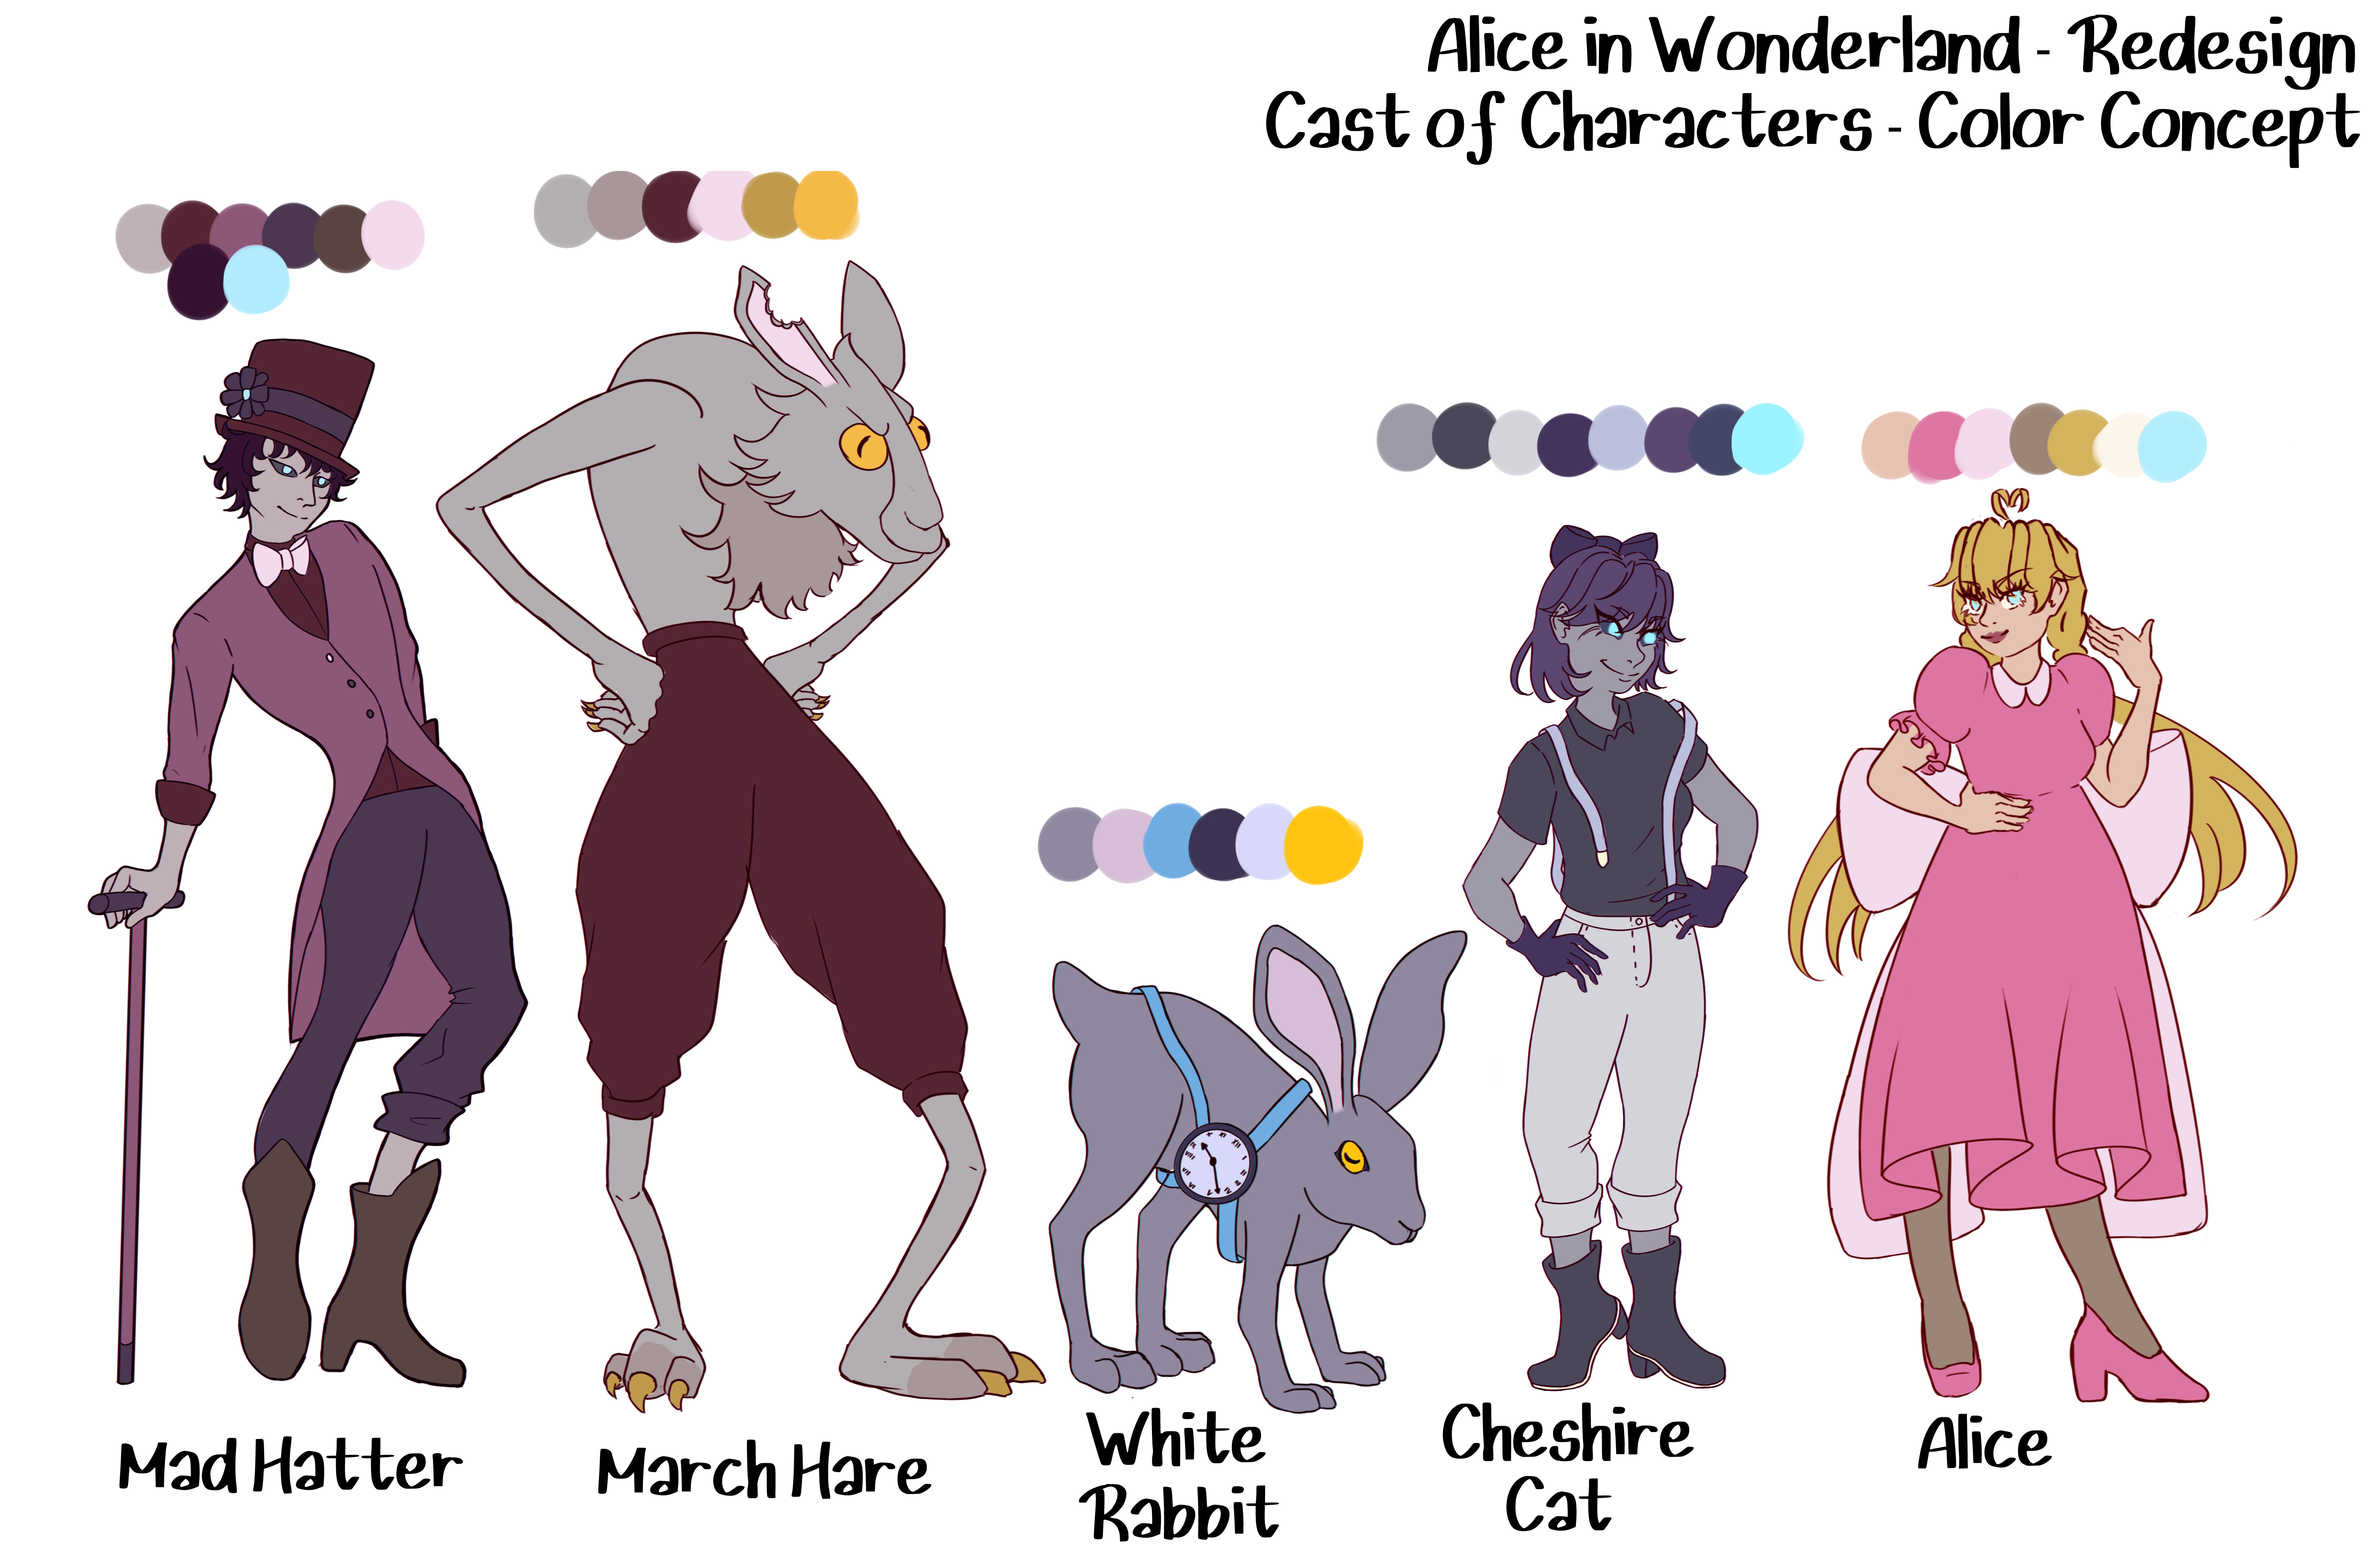 Alice in Wonderland - Redesign
Cast of Characters - Color Concept
Mad Hatter
March Hare
White
Rabbit
Cheshire
Cat
Alice